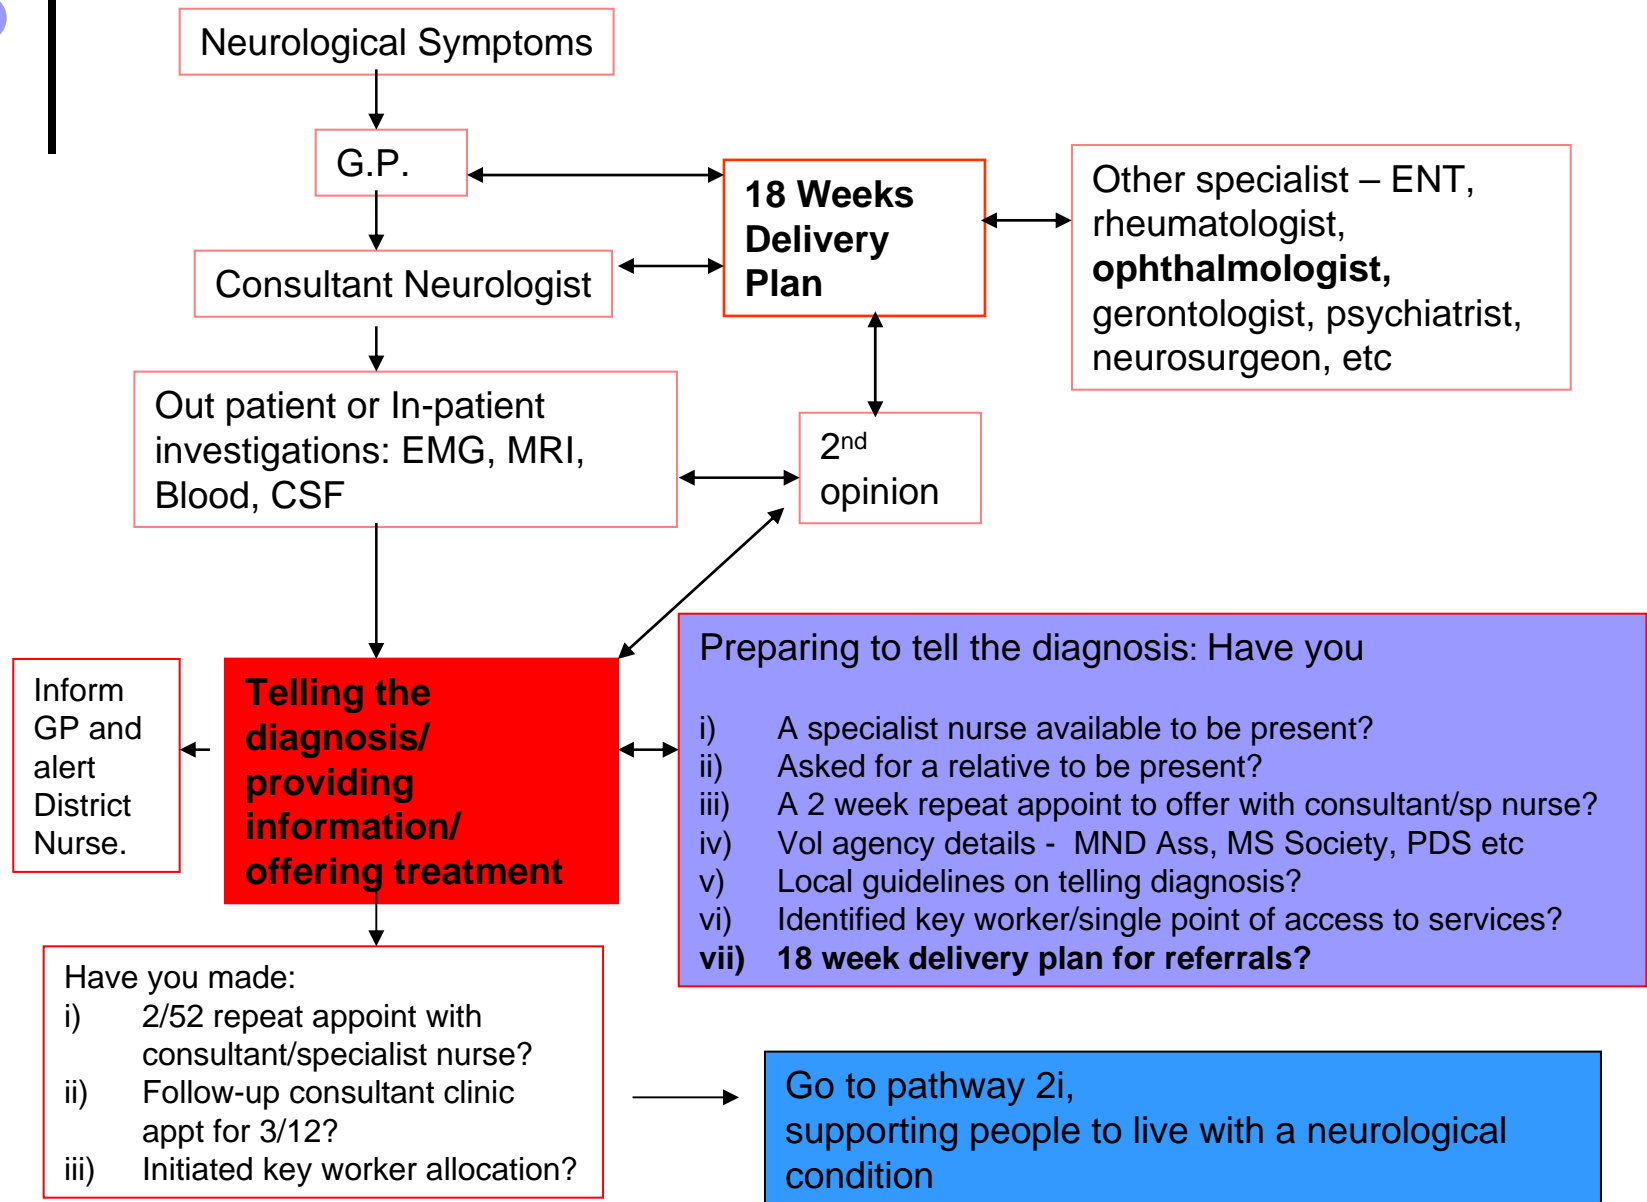 Neurological Symptoms
G.P.
18 Weeks
Delivery
Plan
Other specialist – ENT,
rheumatologist,
ophthalmologist,
gerontologist, psychiatrist,
neurosurgeon, etc
Consultant Neurologist
Out patient or In-patient
investigations: EMG, MRI,
Blood, CSF
2nd
opinion
Inform
GP and
alert
District
Nurse.
Telling the
diagnosis/
providing
information/
offering treatment
Preparing to tell the diagnosis: Have you
i) A specialist nurse available to be present?
ii) Asked for a relative to be present?
iii) A 2 week repeat appoint to offer with consultant/sp nurse?
iv) Vol agency details - MND Ass, MS Society, PDS etc
v) Local guidelines on telling diagnosis?
vi) Identified key worker/single point of access to services?
vii) 18 week delivery plan for referrals?
Have you made:
i) 2/52 repeat appoint with
consultant/specialist nurse?
ii) Follow-up consultant clinic
appt for 3/12?
iii) Initiated key worker allocation?
Go to pathway 2i,
supporting people to live with a neurological
condition